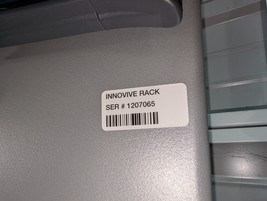 INNOVIVE RACK
SER # 1207065